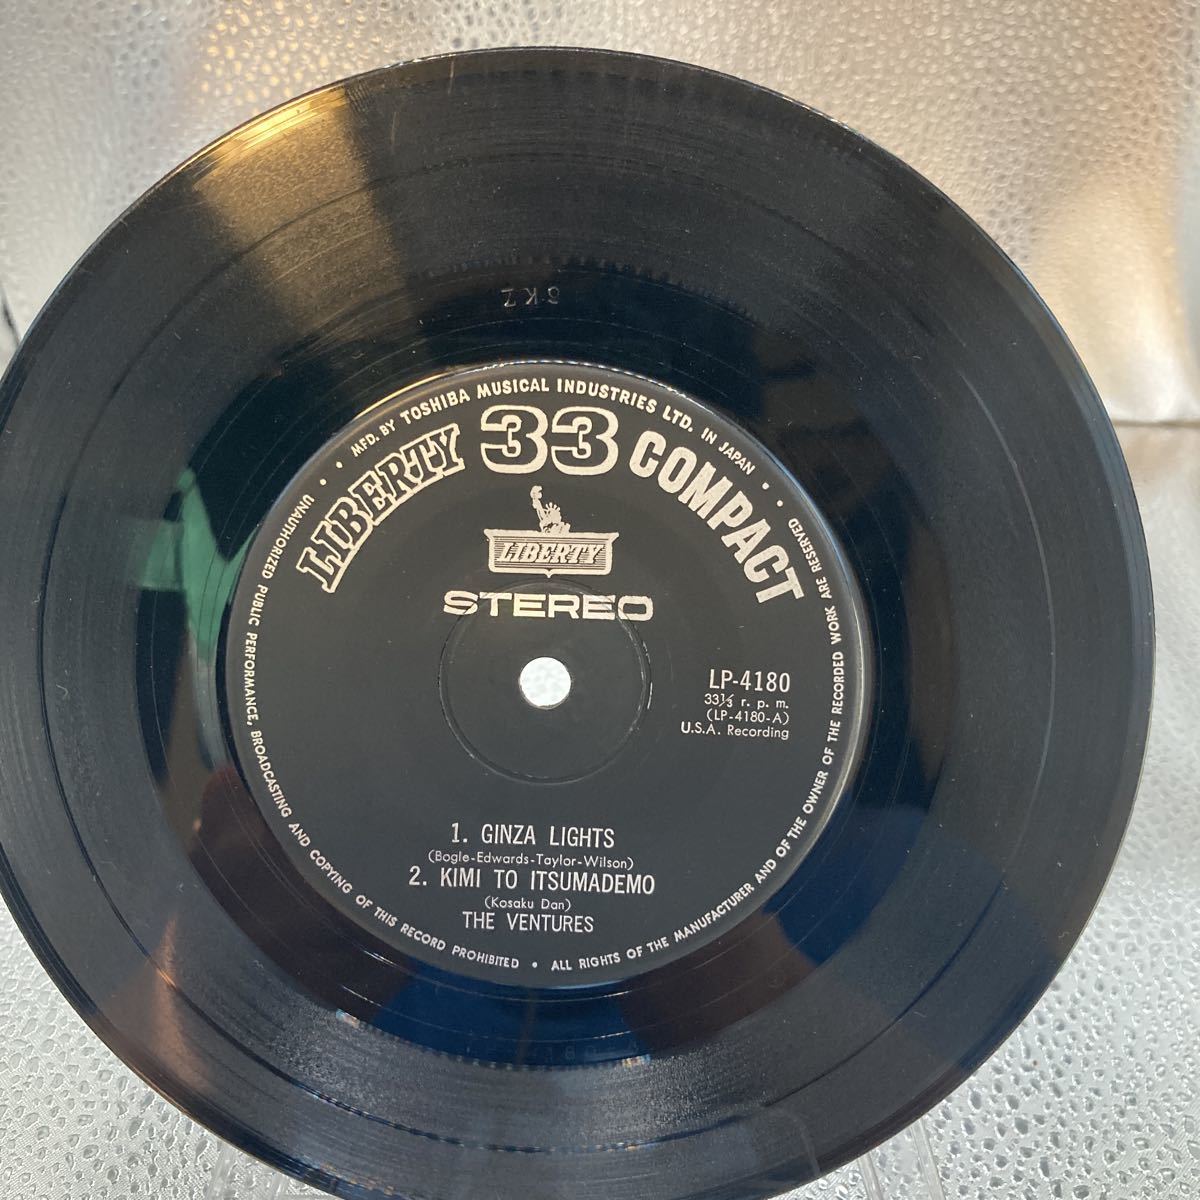 MFD. BY TOSHIBA MUSICAL INDUSTRIES LTD. IN JAPAN
LIBERTY 33 COMPACT
LIBERTY
STEREO
LP-4180
33⅓ r. p. m.
(LP-4180-A)
U.S.A. Recording
1. GINZA LIGHTS
(Bogle-Edwards-Taylor-Wilson)
2. KIMI TO ITSUMADEMO
(Kosaku Dan)
THE VENTURES
UNAUTHORIZED PUBLIC PERFORMANCE, BROADCASTING AND COPYING OF THIS RECORD PROHIBITED • ALL RIGHTS OF THE MANUFACTURER AND OF THE OWNER OF THE RECORDED WORK ARE RESERVED